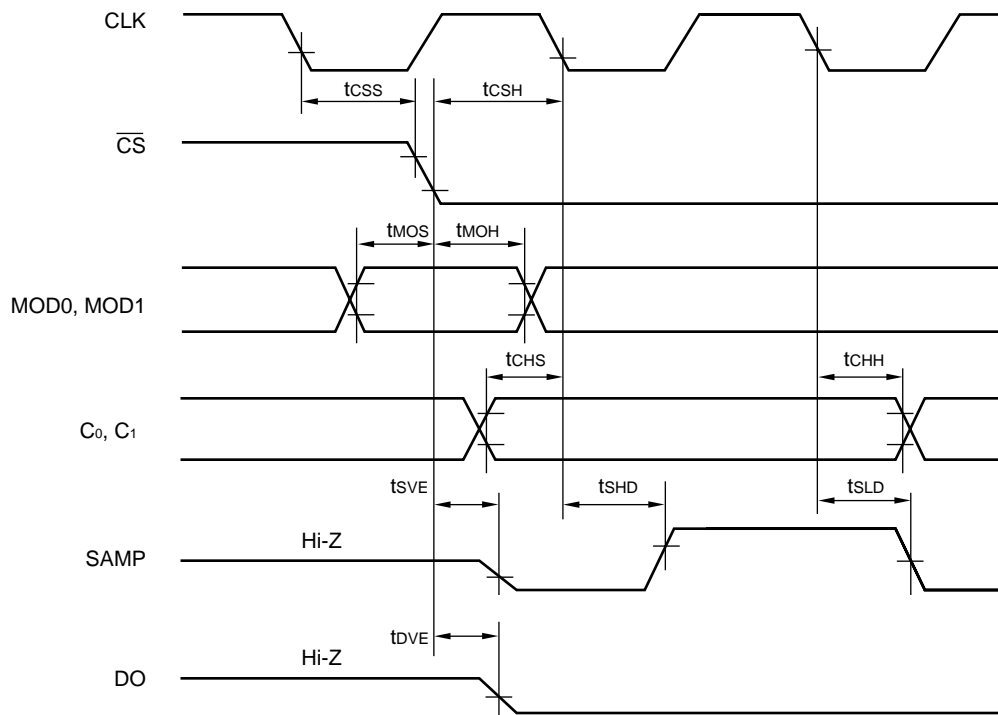 CLK
tCSS
tCSH
C̅S̅
tMOS
tMOH
MOD0, MOD1
tCHS
tCHH
C0, C1
tSVE
tSHD
tSLD
Hi-Z
SAMP
tDVE
Hi-Z
DO